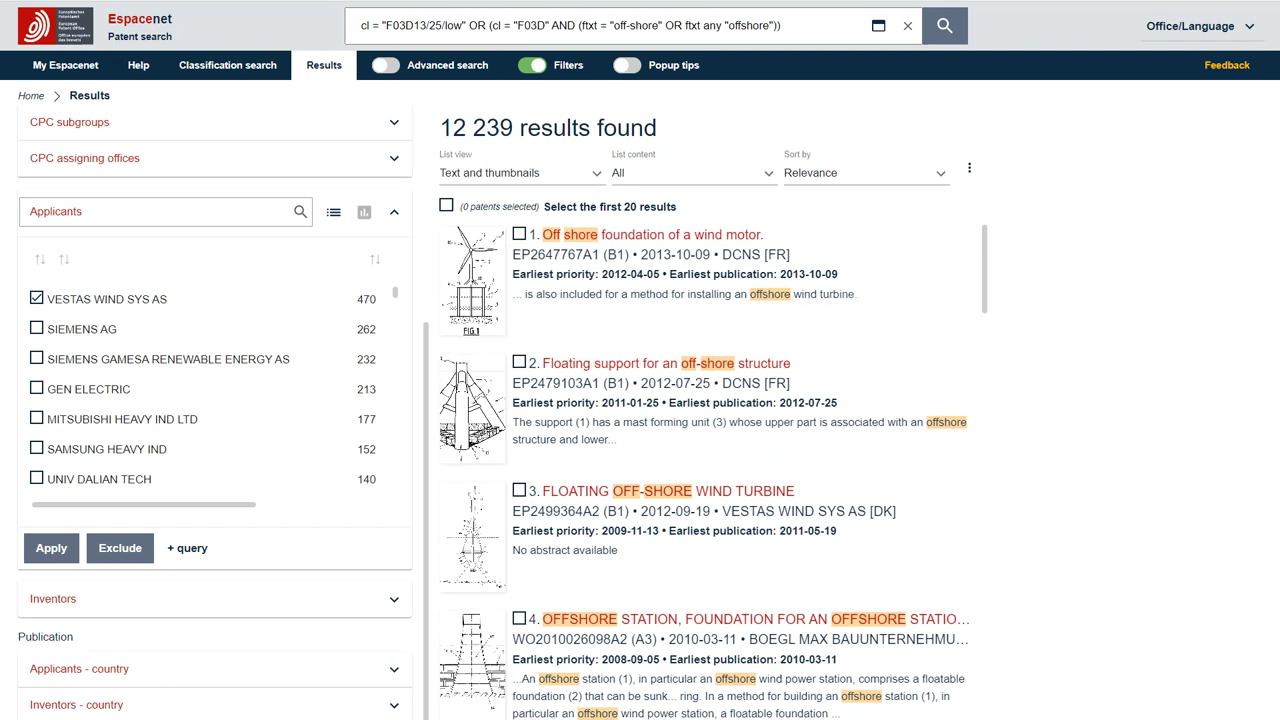 Europäisches
Patentamt
European
Patent Office
Office européen
des brevets
Espacenet
Patent search
cl = "F03D13/25/low" OR (cl = "F03D" AND (ftxt = "off-shore" OR ftxt any "offshore"))
Office/Language
My Espacenet
Help
Classification search
Results
Advanced search
Filters
Popup tips
Feedback
Home
Results
CPC subgroups
CPC assigning offices
Applicants
VESTAS WIND SYS AS 470
SIEMENS AG 262
SIEMENS GAMESA RENEWABLE ENERGY AS 232
GEN ELECTRIC 213
MITSUBISHI HEAVY IND LTD 177
SAMSUNG HEAVY IND 152
UNIV DALIAN TECH 140
Apply
Exclude
+ query
Inventors
Publication
Applicants - country
Inventors - country
12 239 results found
List view
Text and thumbnails
List content
All
Sort by
Relevance
(0 patents selected) Select the first 20 results
FIG.1
1. Off shore foundation of a wind motor.
EP2647767A1 (B1) • 2013-10-09 • DCNS [FR]
Earliest priority: 2012-04-05 • Earliest publication: 2013-10-09
... is also included for a method for installing an offshore wind turbine.
2. Floating support for an off-shore structure
EP2479103A1 (B1) • 2012-07-25 • DCNS [FR]
Earliest priority: 2011-01-25 • Earliest publication: 2012-07-25
The support (1) has a mast forming unit (3) whose upper part is associated with an offshore
structure and lower...
3. FLOATING OFF-SHORE WIND TURBINE
EP2499364A2 (B1) • 2012-09-19 • VESTAS WIND SYS AS [DK]
Earliest priority: 2009-11-13 • Earliest publication: 2011-05-19
No abstract available
4. OFFSHORE STATION, FOUNDATION FOR AN OFFSHORE STATIO...
WO2010026098A2 (A3) • 2010-03-11 • BOEGL MAX BAUUNTERNEHMU...
Earliest priority: 2008-09-05 • Earliest publication: 2010-03-11
...An offshore station (1), in particular an offshore wind power station, comprises a floatable
foundation (2) that can be sunk... ring. In a method for building an offshore station (1), in
particular an offshore wind power station, a floatable foundation ...